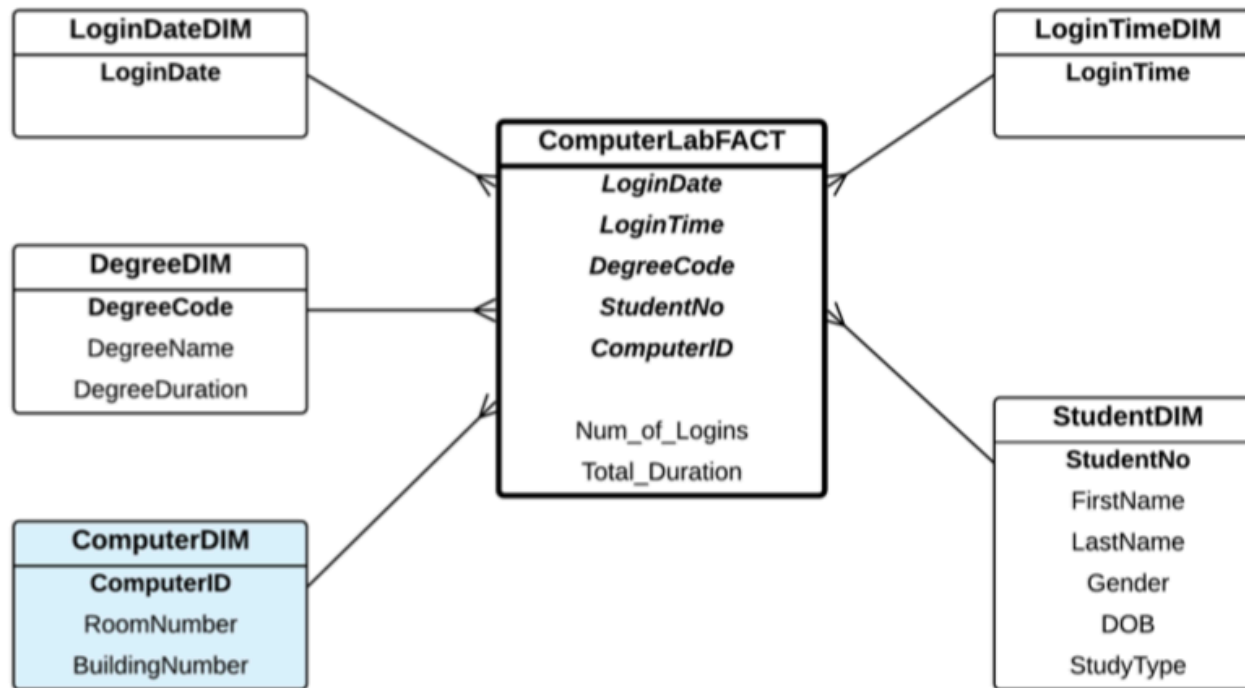 LoginDateDIM
LoginDate
LoginTimeDIM
LoginTime
ComputerLabFACT
LoginDate
LoginTime
DegreeCode
StudentNo
ComputerID
Num_of_Logins
Total_Duration
DegreeDIM
DegreeCode
DegreeName
DegreeDuration
StudentDIM
StudentNo
FirstName
LastName
Gender
DOB
StudyType
ComputerDIM
ComputerID
RoomNumber
BuildingNumber